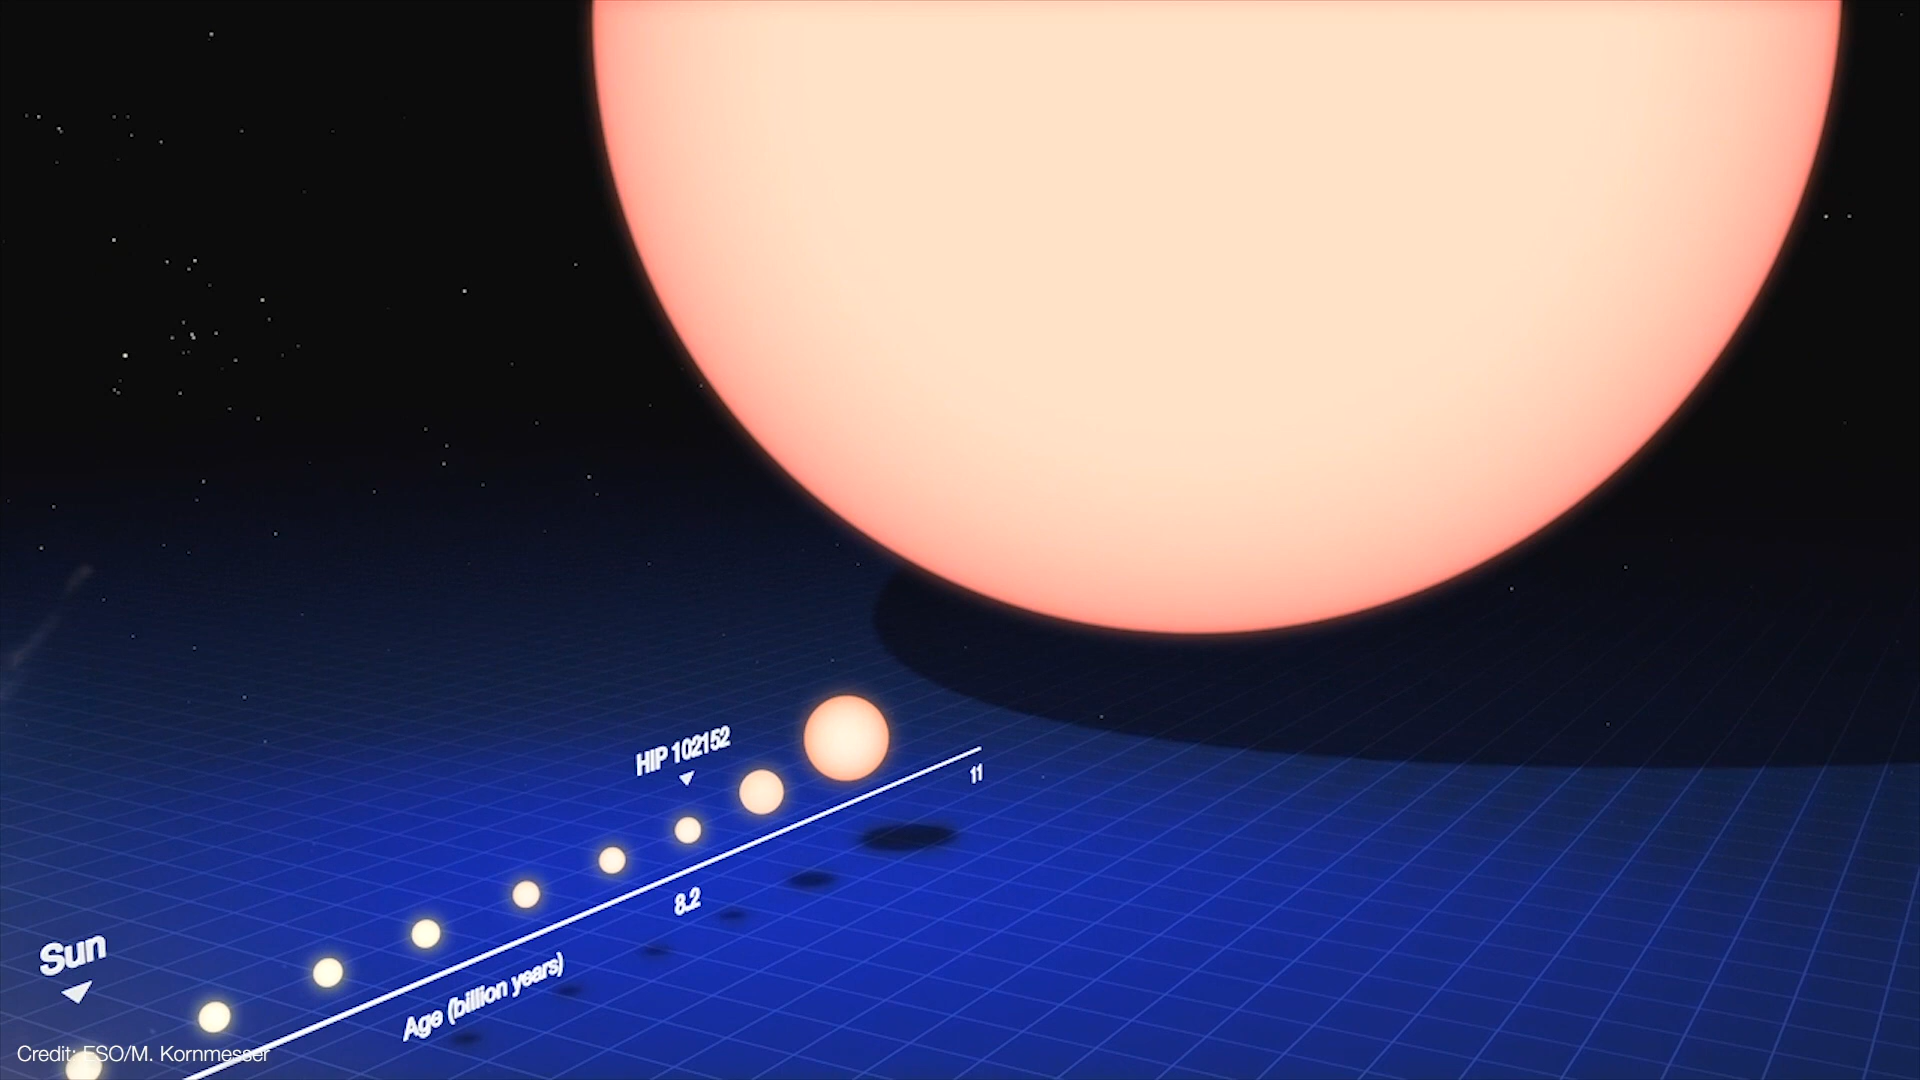 HIP 102152
11
8.2
Sun
Age (billion years)
Credit: ESO/M. Kornmesser